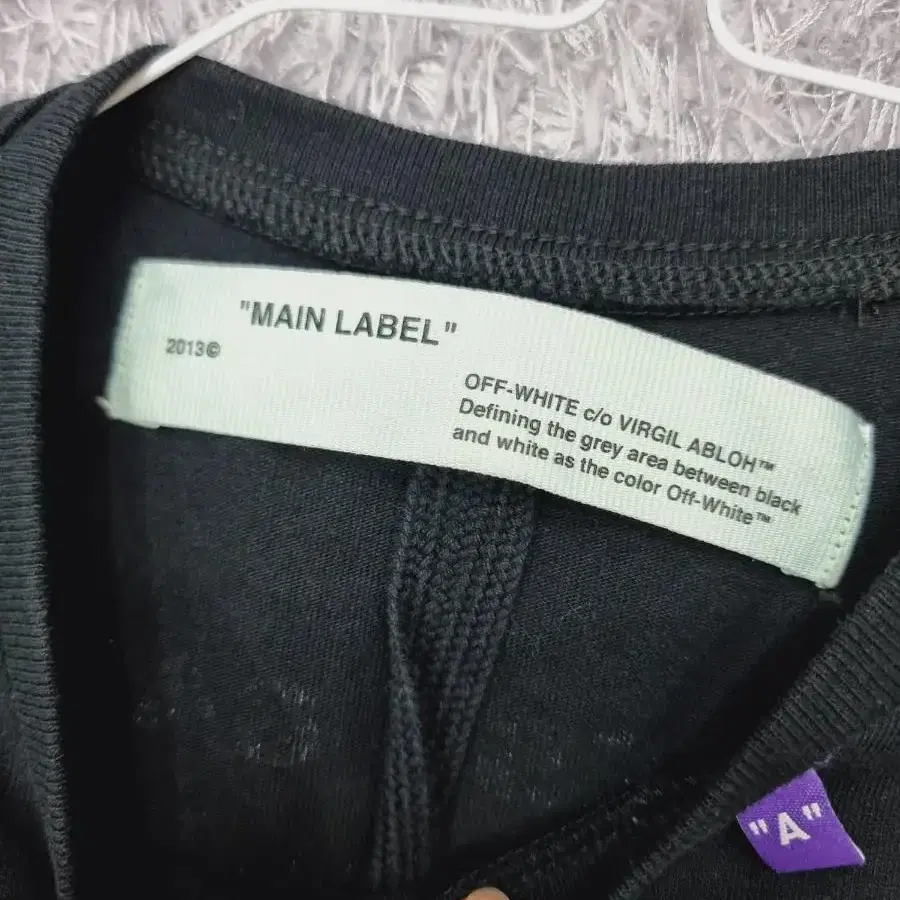 "MAIN LABEL"
2013©
OFF-WHITE c/o VIRGIL ABLOH™
Defining the grey area between black
and white as the color Off-White™
"A"